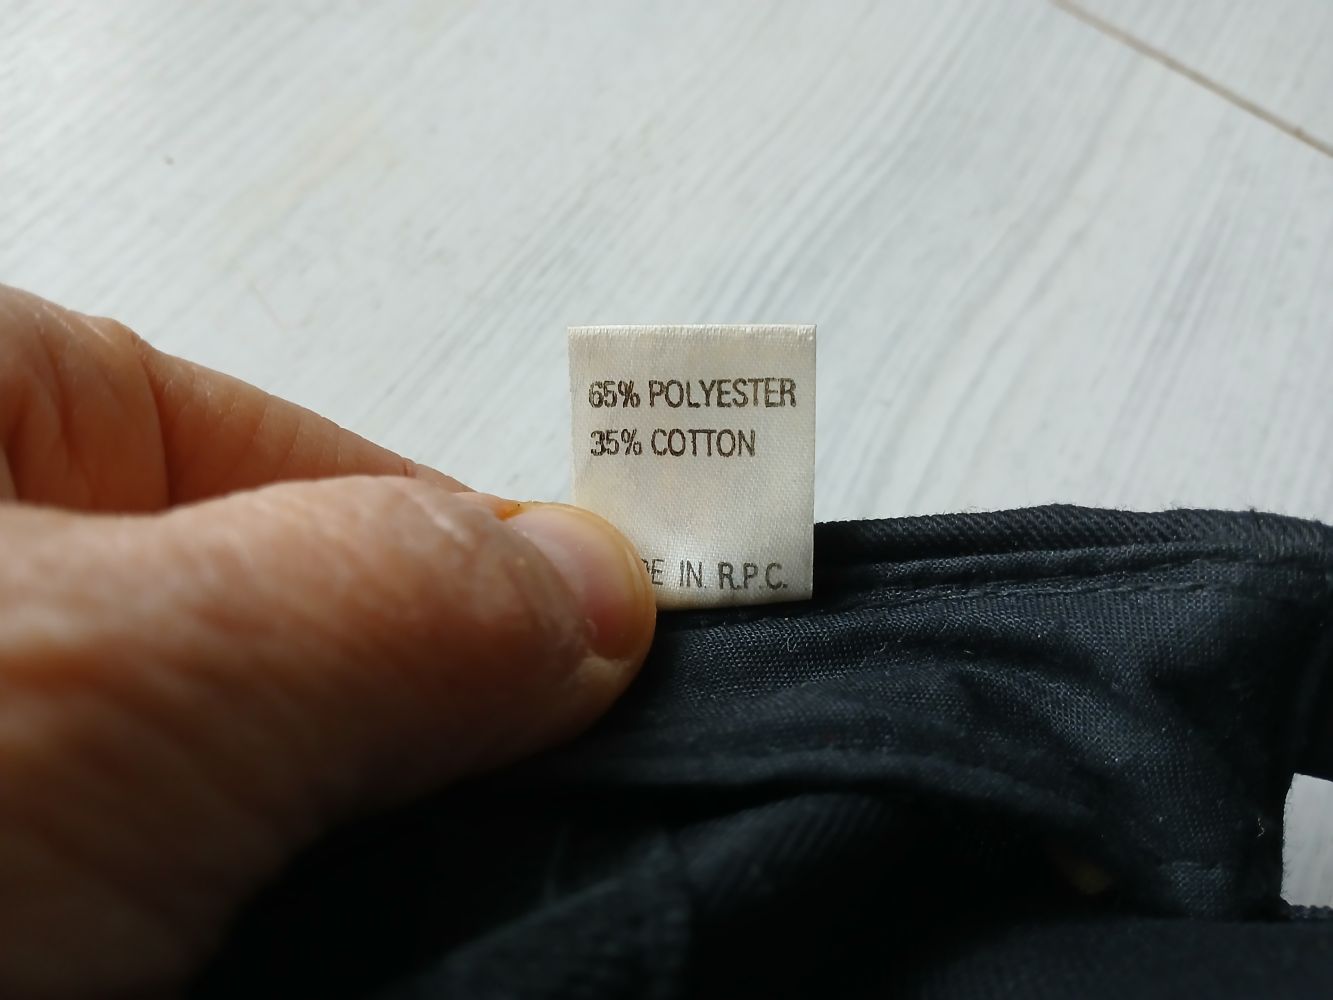 65% POLYESTER
35% COTTON
IN R.P.C.